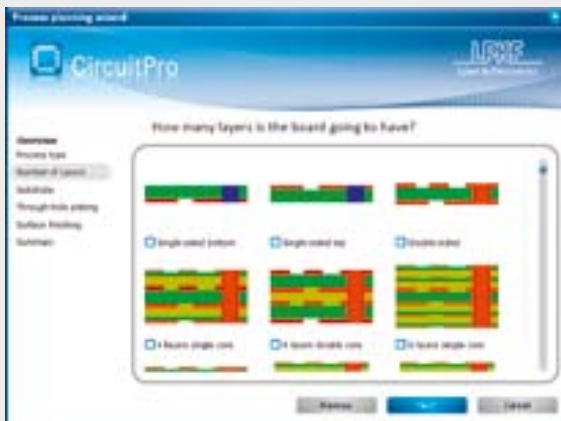 Process planning wizard
CircuitPro
LPKF
Laser & Electronics
How many layers is the board going to have?
Overview
Process type
Number of Layers
Substrate
Through-hole plating
Surface finishing
Summary
Single-sided bottom
Single-sided top
Double-sided
4 layers single core
4 layers double core
6 layers single core
Previous
Next
Cancel